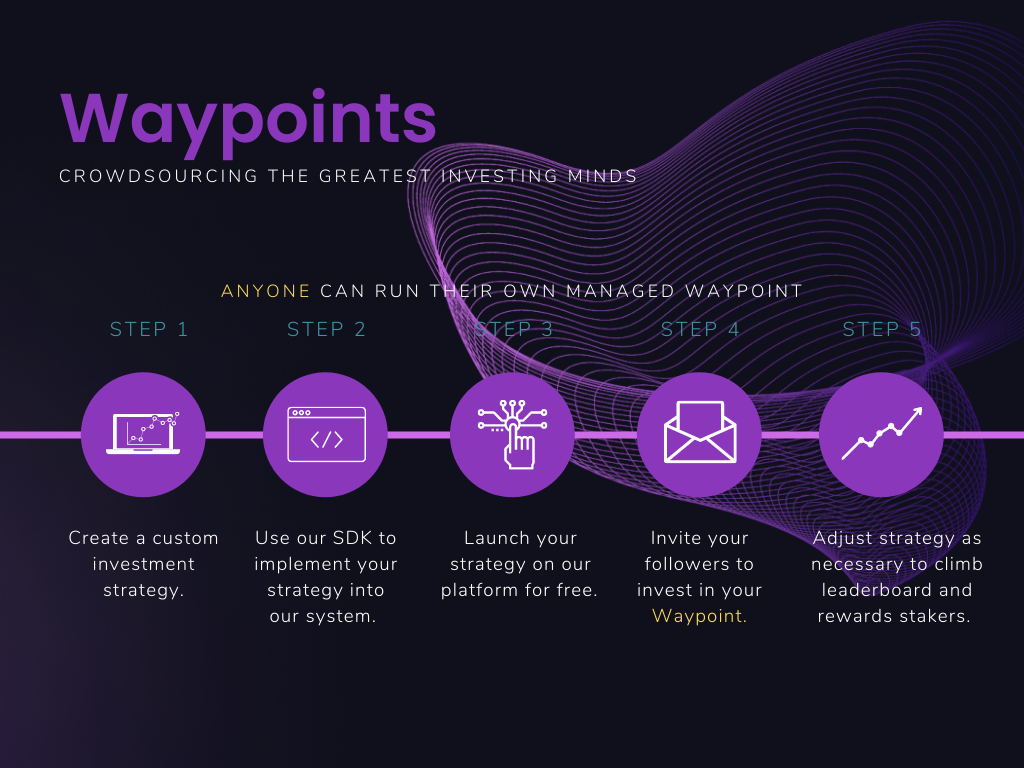 Waypoints
CROWDSOURCING THE GREATEST INVESTING MINDS
ANYONE CAN RUN THEIR OWN MANAGED WAYPOINT
STEP 1
Create a custom
investment
strategy.
STEP 2
Use our SDK to
implement your
strategy into
our system.
STEP 3
Launch your
strategy on our
platform for free.
STEP 4
Invite your
followers to
invest in your
Waypoint.
STEP 5
Adjust strategy as
necessary to climb
leaderboard and
rewards stakers.